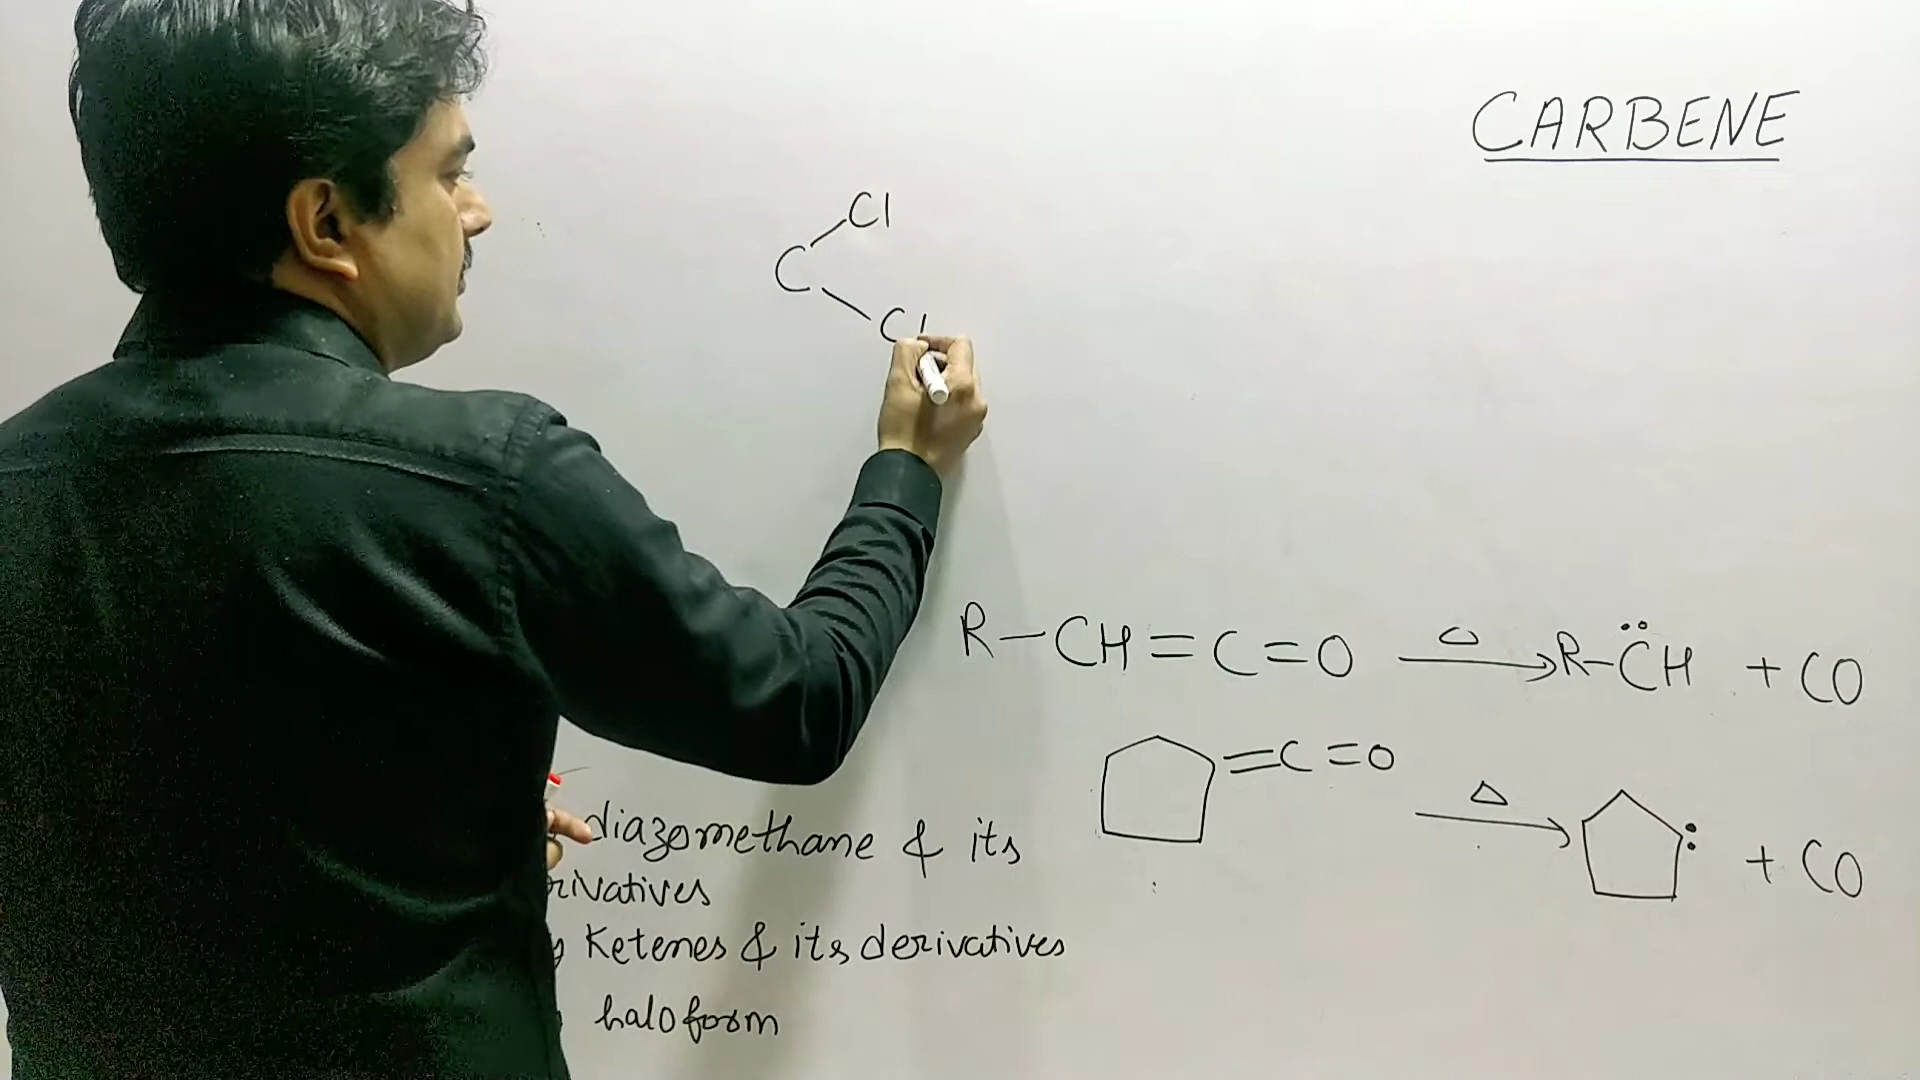 CARBENE
Cl
C
Cl
R-CH=C=O → R-C̈H + CO
=C=O
Δ
: + CO
diazomethane & its
rivatives
y Ketenes & its derivatives
haloform